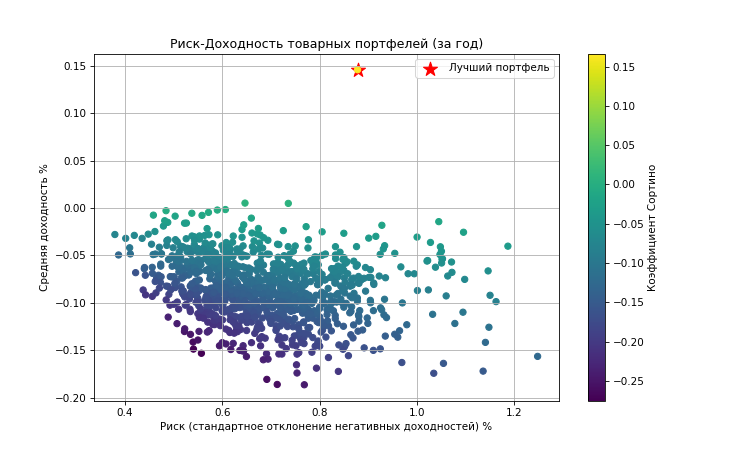 Риск-Доходность товарных портфелей (за год)
Лучший портфель
Средняя доходность %
0.15
0.10
0.05
0.00
−0.05
−0.10
−0.15
−0.20
0.4 0.6 0.8 1.0 1.2
Риск (стандартное отклонение негативных доходностей) %
0.15
0.10
0.05
0.00
−0.05
−0.10
−0.15
−0.20
−0.25
Коэффициент Сортино